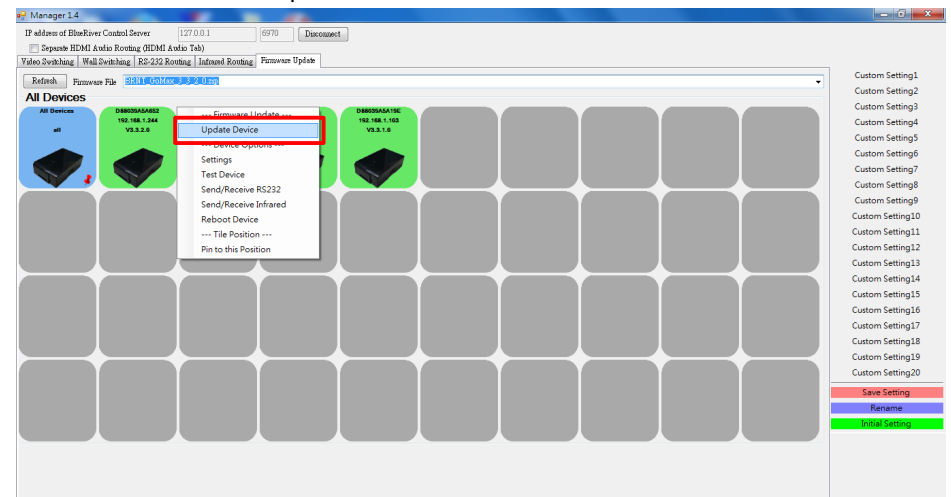 Manager 1.4
IP address of BlueRiver Control Server 127.0.0.1 6970 Disconnect
Separate HDMI Audio Routing (HDMI Audio Tab)
Video Switching Wall Switching RS-232 Routing Infrared Routing Firmware Update
Refresh Firmware File BRNT_GoMax_3_3_2_0.zip
All Devices
All Devices
all
D88039A5A652
192.168.1.244
V3.3.2.0
--- Firmware Update ---
Update Device
--- Device Options ---
Settings
Test Device
Send/Receive RS232
Send/Receive Infrared
Reboot Device
--- Tile Position ---
Pin to this Position
D88039A5A15E
192.168.1.103
V3.3.1.0
Custom Setting1
Custom Setting2
Custom Setting3
Custom Setting4
Custom Setting5
Custom Setting6
Custom Setting7
Custom Setting8
Custom Setting9
Custom Setting10
Custom Setting11
Custom Setting12
Custom Setting13
Custom Setting14
Custom Setting15
Custom Setting16
Custom Setting17
Custom Setting18
Custom Setting19
Custom Setting20
Save Setting
Rename
Initial Setting